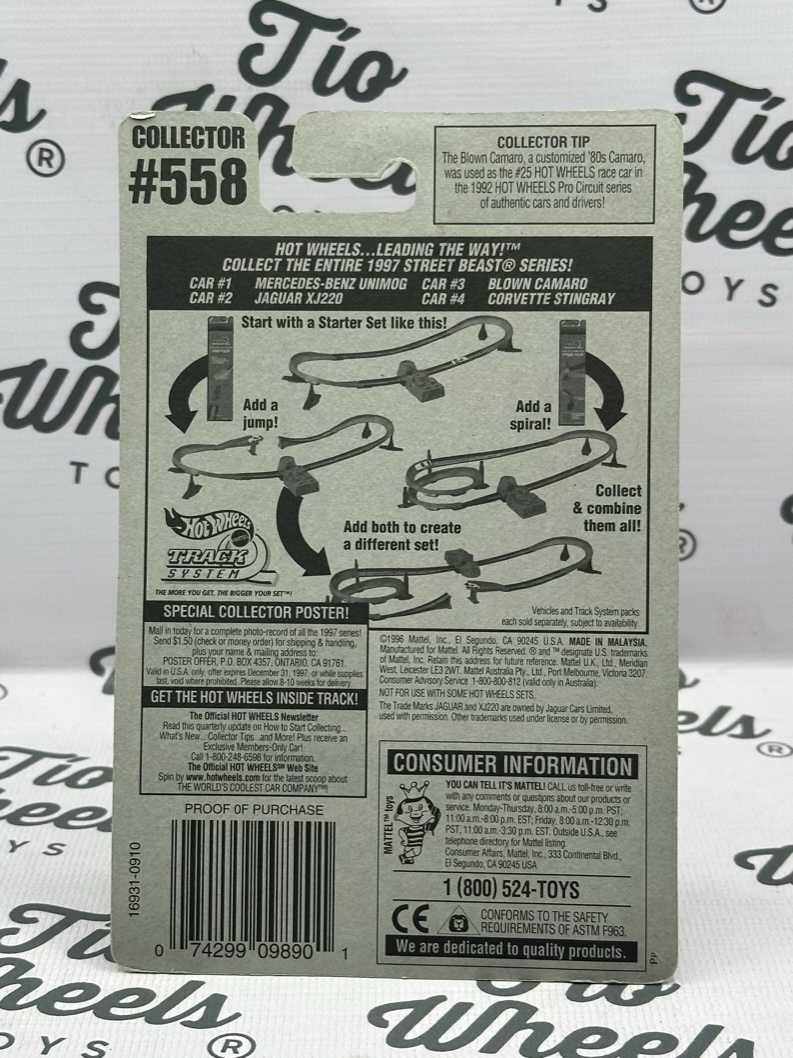 Tío
Wheels
®
TOYS
COLLECTOR
#558
COLLECTOR TIP
The Blown Camaro, a customized '80s Camaro,
was used as the #25 HOT WHEELS race car in
the 1992 HOT WHEELS Pro Circuit series
of authentic cars and drivers!
HOT WHEELS...LEADING THE WAY!™
COLLECT THE ENTIRE 1997 STREET BEAST® SERIES!
CAR #1 MERCEDES-BENZ UNIMOG CAR #3 BLOWN CAMARO
CAR #2 JAGUAR XJ220 CAR #4 CORVETTE STINGRAY
Start with a Starter Set like this!
Add a
jump!
Add a
spiral!
Collect
& combine
them all!
Add both to create
a different set!
HOT WHEELS
MATTEL
TRACK
SYSTEM
THE MORE YOU GET, THE BIGGER YOUR SET™!
Vehicles and Track System packs
each sold separately, subject to availability.
SPECIAL COLLECTOR POSTER!
Mail in today for a complete photo-record of all the 1997 series!
Send $1.50 (check or money order) for shipping & handling,
plus your name & mailing address to:
POSTER OFFER, P.O. BOX 4357, ONTARIO, CA 91761.
Valid in U.S.A. only, offer expires December 31, 1997, or while supplies
last, void where prohibited. Please allow 8-10 weeks for delivery.
GET THE HOT WHEELS INSIDE TRACK!
The Official HOT WHEELS Newsletter
Read this quarterly update on How to Start Collecting...
What's New... Collector Tips...and More! Plus receive an
Exclusive Members-Only Car!
Call 1-800-248-6598 for information.
The Official HOT WHEELS℠ Web Site
Spin by www.hotwheels.com for the latest scoop about
THE WORLD'S COOLEST CAR COMPANY™!
©1996 Mattel, Inc., El Segundo, CA 90245 U.S.A. MADE IN MALAYSIA.
Manufactured for Mattel. All Rights Reserved. ® and ™ designate U.S. trademarks
of Mattel, Inc. Retain this address for future reference: Mattel U.K., Ltd., Meridian
West, Leicester LE3 2WT. Mattel Australia Pty., Ltd., Port Melbourne, Victoria 3207.
Consumer Advisory Service 1-800-800-812 (valid only in Australia).
NOT FOR USE WITH SOME HOT WHEELS SETS.
The Trade Marks JAGUAR and XJ220 are owned by Jaguar Cars Limited,
used with permission. Other trademarks used under license or by permission.
PROOF OF PURCHASE
16931-0910
0 74299 09890 1
CONSUMER INFORMATION
MATTEL™ toys
YOU CAN TELL IT'S MATTEL! CALL us toll-free or write
with any comments or questions about our products or
service. Monday-Thursday, 8:00 a.m.-5:00 p.m. PST,
11:00 a.m.-8:00 p.m. EST; Friday, 8:00 a.m.-12:30 p.m.
PST, 11:00 a.m.-3:30 p.m. EST. Outside U.S.A., see
telephone directory for Mattel listing.
Consumer Affairs, Mattel, Inc., 333 Continental Blvd.,
El Segundo, CA 90245 USA
1 (800) 524-TOYS
CE
CONFORMS TO THE SAFETY
REQUIREMENTS OF ASTM F963.
We are dedicated to quality products.
Pp